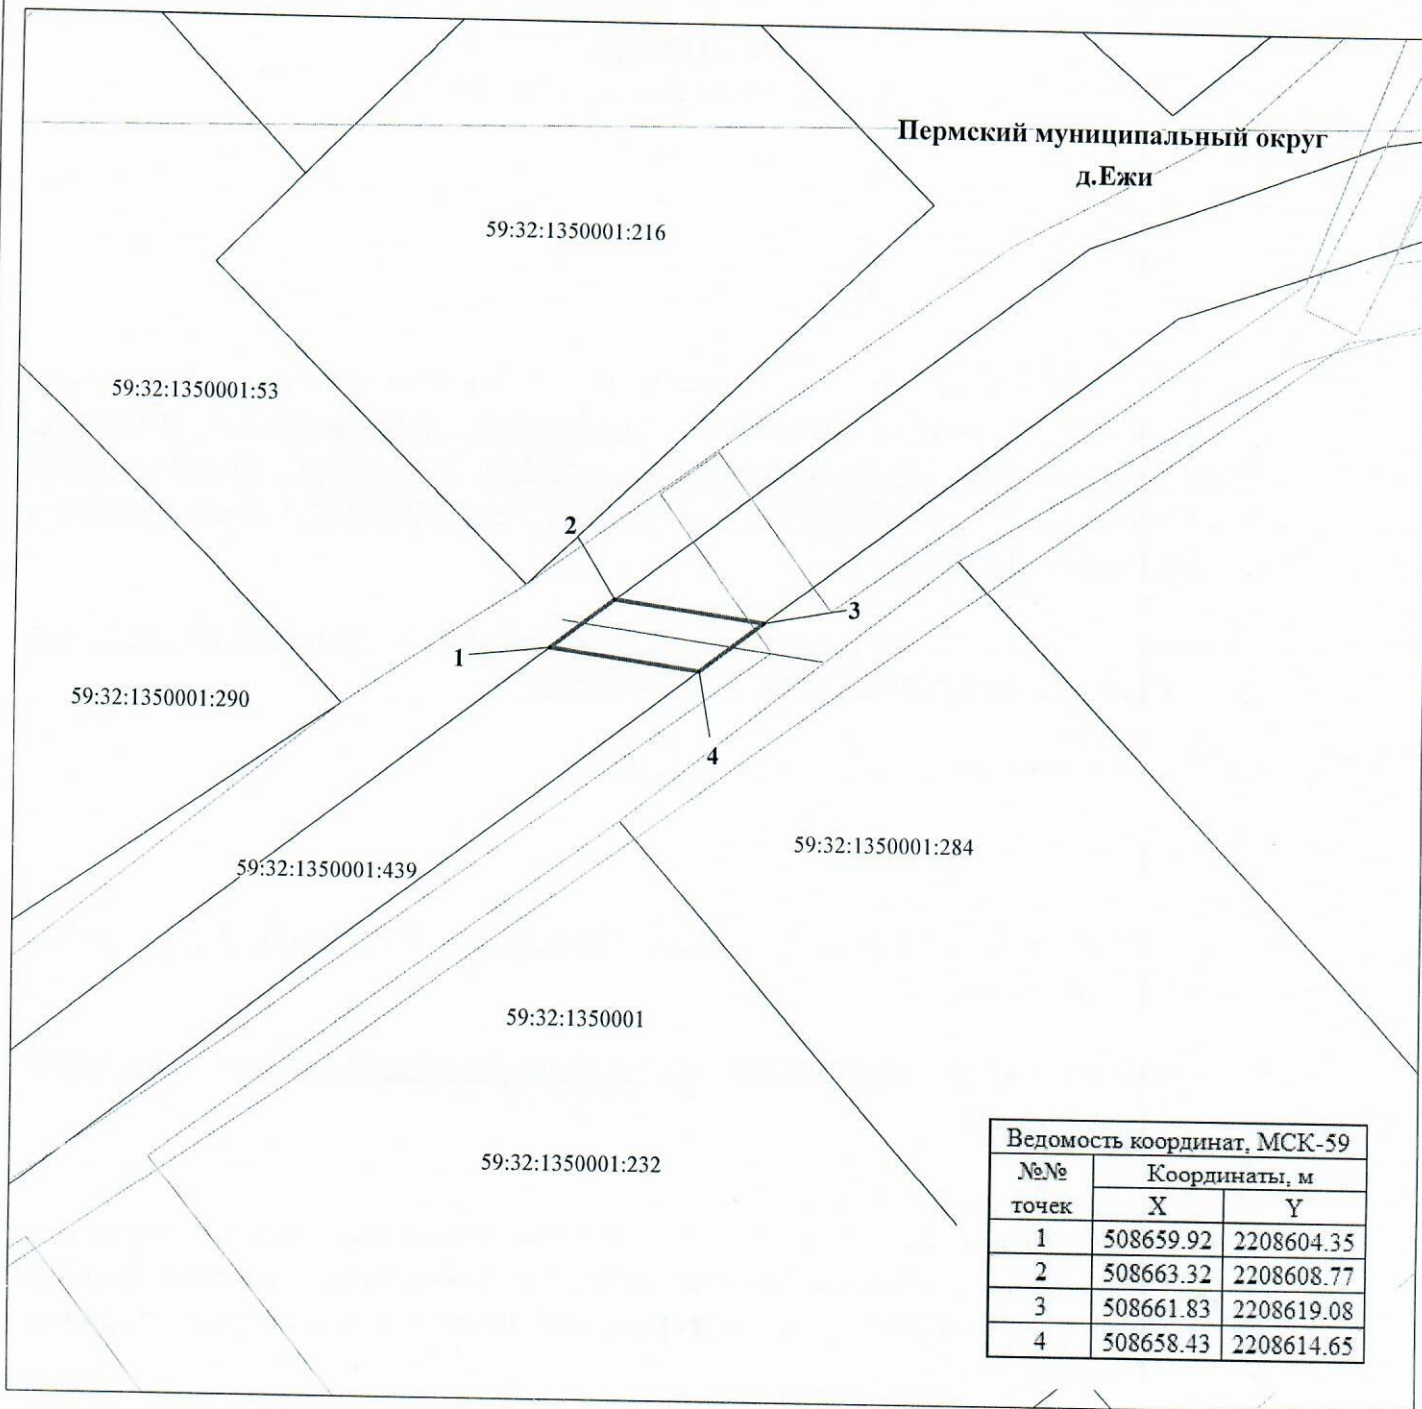 Пермский муниципальный округ
д.Ежи
59:32:1350001:216
59:32:1350001:53
2
3
1
59:32:1350001:290
4
59:32:1350001:284
59:32:1350001:439
59:32:1350001
59:32:1350001:232
Ведомость координат, МСК-59
№№ точек Координаты, м
X Y
1 508659.92 2208604.35
2 508663.32 2208608.77
3 508661.83 2208619.08
4 508658.43 2208614.65